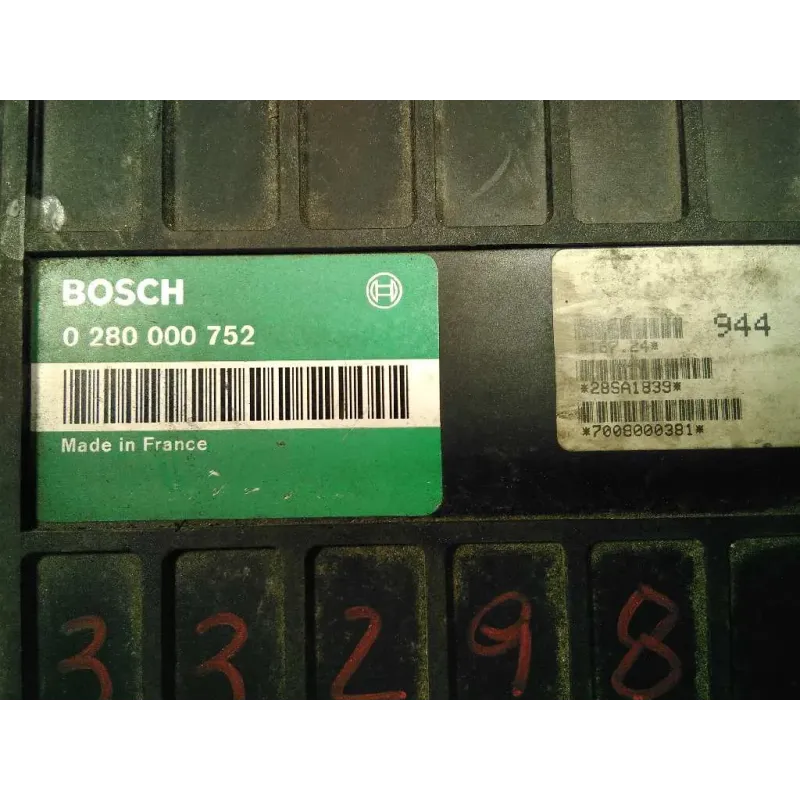 BOSCH
0 280 000 752
Made in France
944
*28SA1839*
*7008000381*
33298